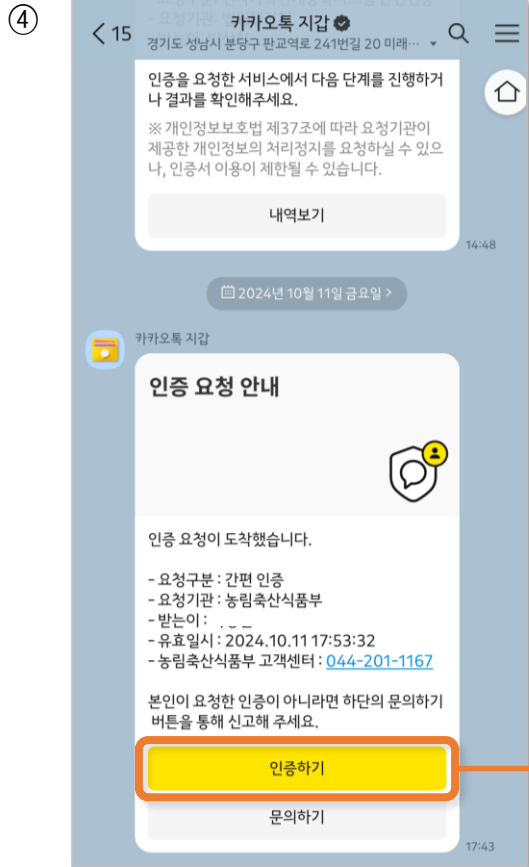 ④
15
카카오톡 지갑
경기도 성남시 분당구 판교역로 241번길 20 미래…
인증을 요청한 서비스에서 다음 단계를 진행하거
나 결과를 확인해주세요.
※ 개인정보보호법 제37조에 따라 요청기관이
제공한 개인정보의 처리정지를 요청하실 수 있으
나, 인증서 이용이 제한될 수 있습니다.
내역보기
14:48
2024년 10월 11일 금요일 >
카카오톡 지갑
인증 요청 안내
인증 요청이 도착했습니다.
- 요청구분 : 간편 인증
- 요청기관 : 농림축산식품부
- 받는이 :
- 유효일시 : 2024.10.11 17:53:32
- 농림축산식품부 고객센터 : 044-201-1167
본인이 요청한 인증이 아니라면 하단의 문의하기
버튼을 통해 신고해 주세요.
인증하기
문의하기
17:43